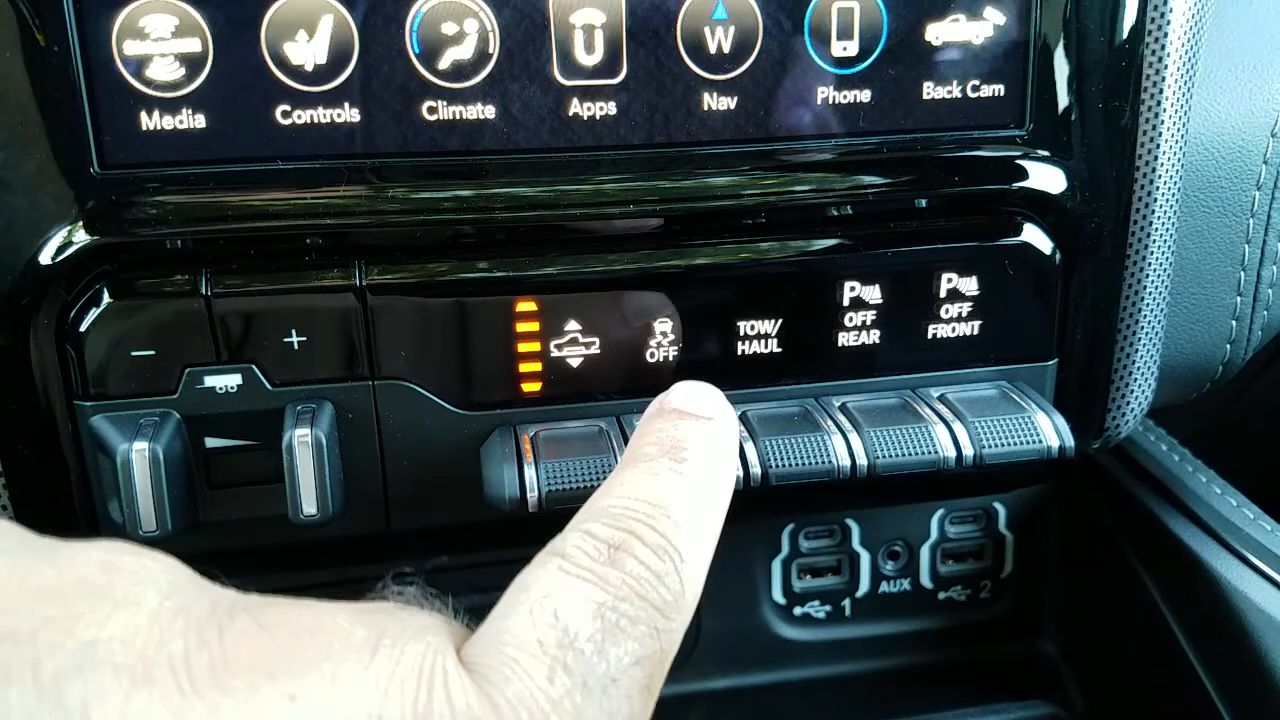 Media
Controls
Climate
Apps
W
Nav
Phone
Back Cam
−
+
OFF
TOW/
HAUL
P
OFF
REAR
P
OFF
FRONT
1
AUX
2